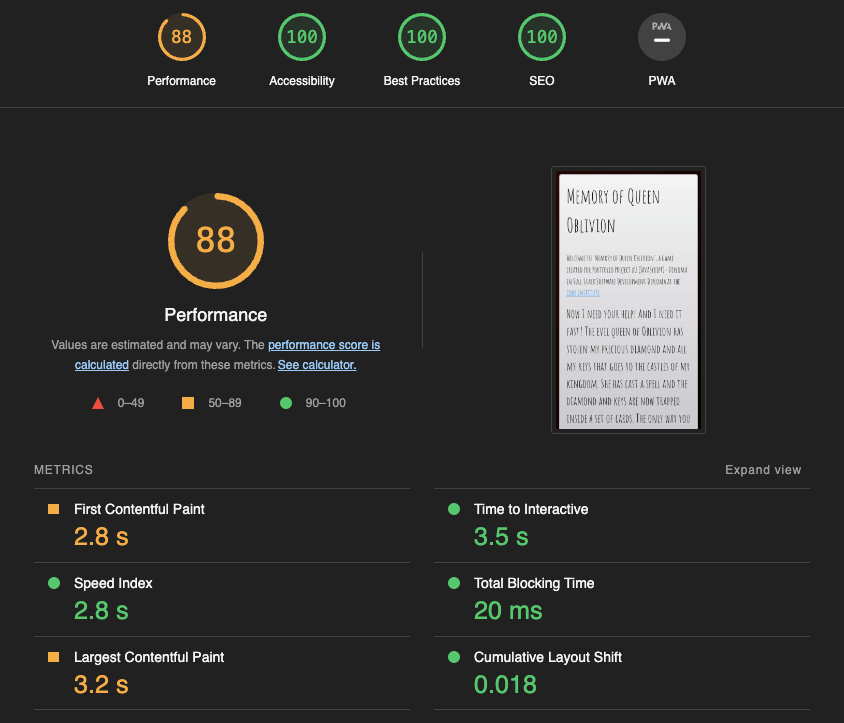 88
100
100
100
PWA
Performance
Accessibility
Best Practices
SEO
PWA
88
Performance
Values are estimated and may vary. The performance score is
calculated directly from these metrics. See calculator.
0–49
50–89
90–100
Memory of Queen
Oblivion
Welcome to 'Memory of Queen Oblivion', a game
created for Portfolio Project #2 (JavaScript) - Diploma
in Full Stack Software Development Diploma at the
Code Institute.
Now I need your help! And I need it
fast! The evil queen of Oblivion has
stolen my precious diamond and all
my keys that goes to the castles of my
kingdom. She has cast a spell and the
diamond and keys are now trapped
inside a set of cards. The only way you
METRICS
Expand view
First Contentful Paint
2.8 s
Time to Interactive
3.5 s
Speed Index
2.8 s
Total Blocking Time
20 ms
Largest Contentful Paint
3.2 s
Cumulative Layout Shift
0.018